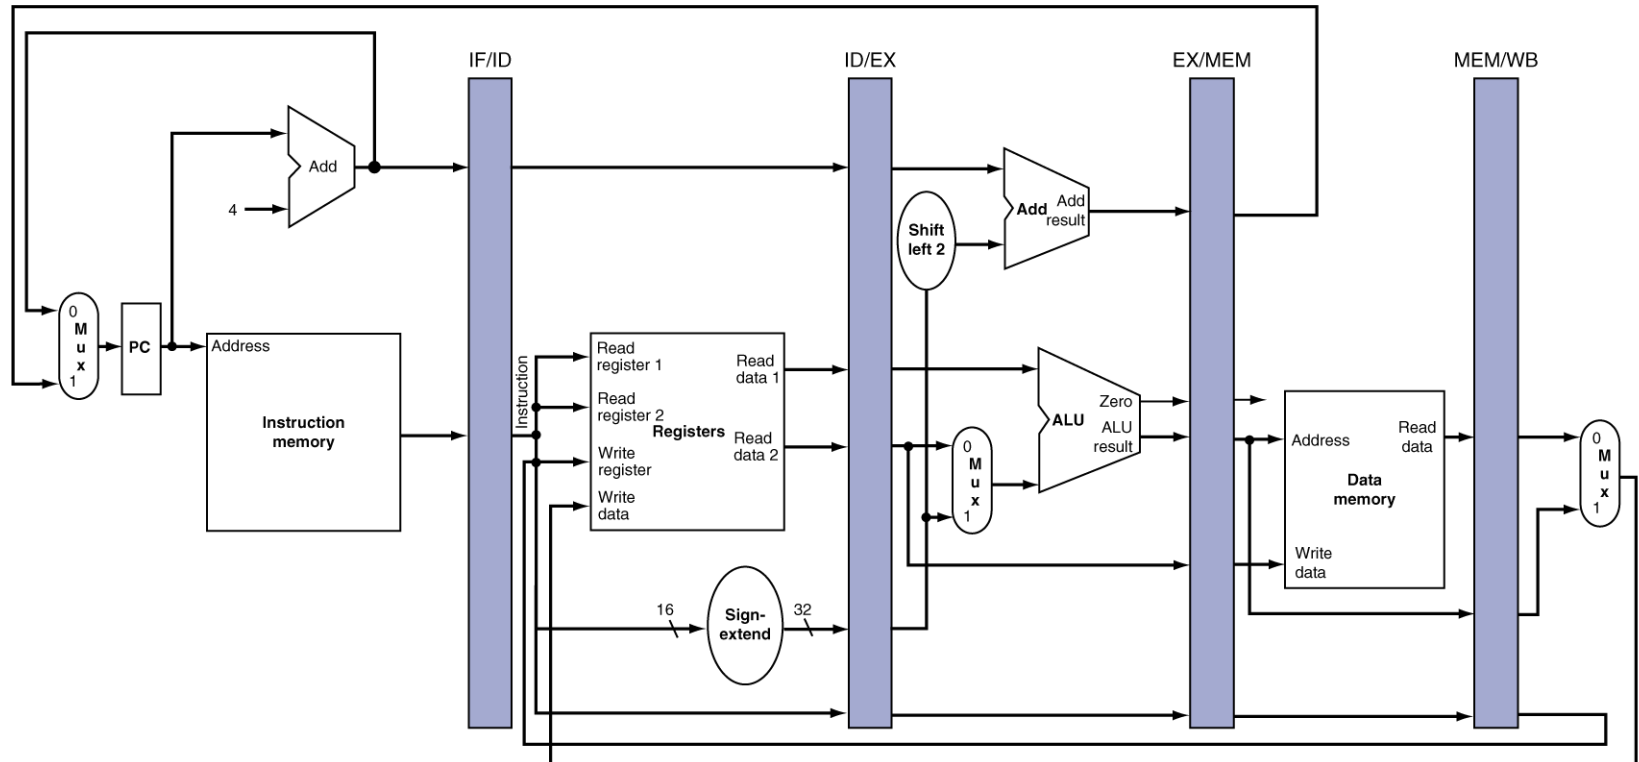 IF/ID
ID/EX
EX/MEM
MEM/WB
Add
4
Add
Add
result
Shift
left 2
0
M
u
x
1
PC
Address
Instruction
memory
Instruction
Read
register 1
Read
register 2
Write
register
Write
data
Registers
Read
data 1
Read
data 2
0
M
u
x
1
ALU
Zero
ALU
result
Address
Read
data
Data
memory
Write
data
0
M
u
x
1
16
Sign-
extend
32